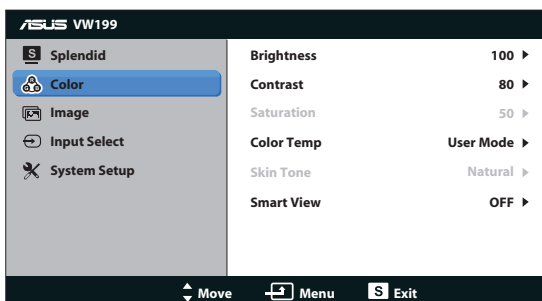 ASUS VW199
S Splendid
Color
Image
Input Select
System Setup
Brightness 100
Contrast 80
Saturation 50
Color Temp User Mode
Skin Tone Natural
Smart View OFF
Move Menu S Exit